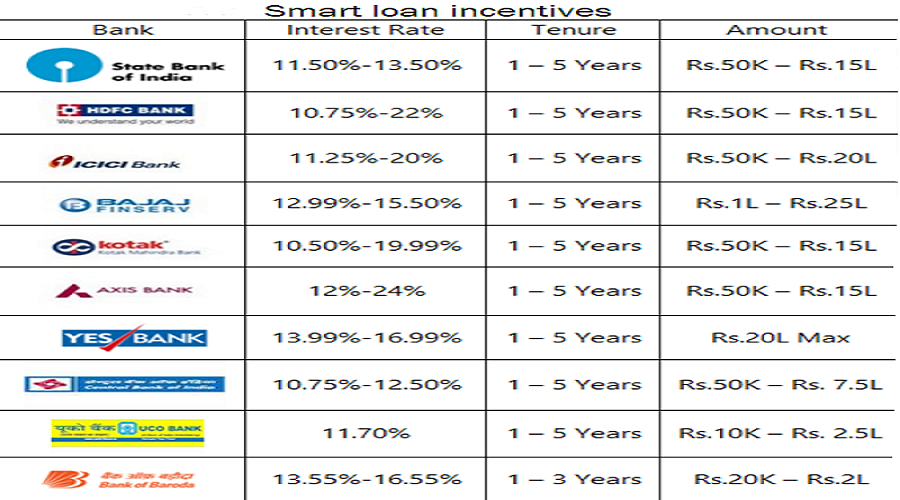 Smart loan incentives
Bank Interest Rate Tenure Amount
State Bank
of India 11.50%-13.50% 1 – 5 Years Rs.50K – Rs.15L
HDFC BANK
We understand your world 10.75%-22% 1 – 5 Years Rs.50K – Rs.15L
ICICI Bank 11.25%-20% 1 – 5 Years Rs.50K – Rs.20L
BAJAJ
FINSERV 12.99%-15.50% 1 – 5 Years Rs.1L – Rs.25L
kotak
Kotak Mahindra Bank 10.50%-19.99% 1 – 5 Years Rs.50K – Rs.15L
AXIS BANK 12%-24% 1 – 5 Years Rs.50K – Rs.15L
YES BANK 13.99%-16.99% 1 – 5 Years Rs.20L Max
सेन्ट्रल बैंक ऑफ इंडिया
Central Bank of India 10.75%-12.50% 1 – 5 Years Rs.50K – Rs. 7.5L
यूको बैंक UCO BANK 11.70% 1 – 5 Years Rs.10K – Rs. 2.5L
बैंक ऑफ़ बड़ौदा
Bank of Baroda 13.55%-16.55% 1 – 3 Years Rs.20K – Rs.2L